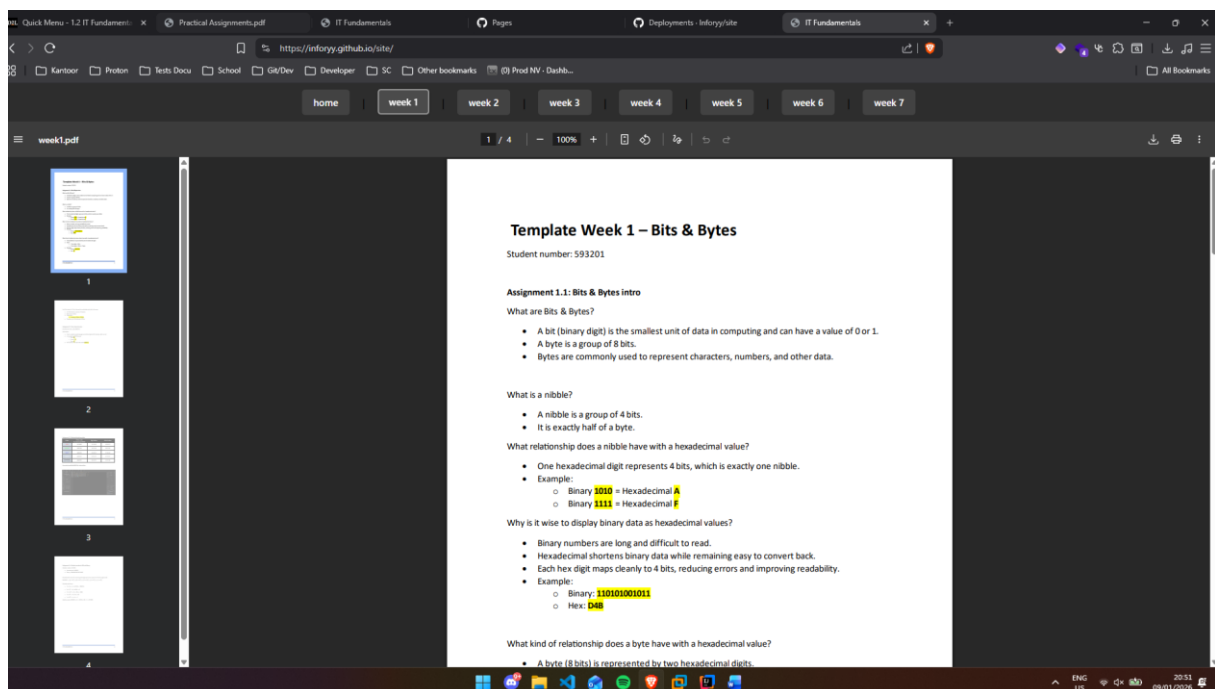 Quick Menu - 1.2 IT Fundament
Practical Assignments.pdf
IT Fundamentals
Pages
Deployments - Inforyy/site
IT Fundamentals
https://inforyy.github.io/site/
Kantoor
Proton
Tests Docu
School
Git/Dev
Developer
SC
Other bookmarks
(0) Prod NV - Dashb...
All Bookmarks
home
week 1
week 2
week 3
week 4
week 5
week 6
week 7
week1.pdf
1 / 4
100%
Template Week 1 – Bits & Bytes
Student number: 593201
Assignment 1.1: Bits & Bytes intro
What are Bits & Bytes?
• A bit (binary digit) is the smallest unit of data in computing and can have a value of 0 or 1.
• A byte is a group of 8 bits.
• Bytes are commonly used to represent characters, numbers, and other data.
What is a nibble?
• A nibble is a group of 4 bits.
• It is exactly half of a byte.
What relationship does a nibble have with a hexadecimal value?
• One hexadecimal digit represents 4 bits, which is exactly one nibble.
• Example:
o Binary 1010 = Hexadecimal A
o Binary 1111 = Hexadecimal F
Why is it wise to display binary data as hexadecimal values?
• Binary numbers are long and difficult to read.
• Hexadecimal shortens binary data while remaining easy to convert back.
• Each hex digit maps cleanly to 4 bits, reducing errors and improving readability.
• Example:
o Binary: 110101001011
o Hex: D4B
What kind of relationship does a byte have with a hexadecimal value?
• A byte (8 bits) is represented by two hexadecimal digits.
1
2
3
4
ENG
US
20:51
09/01/2026